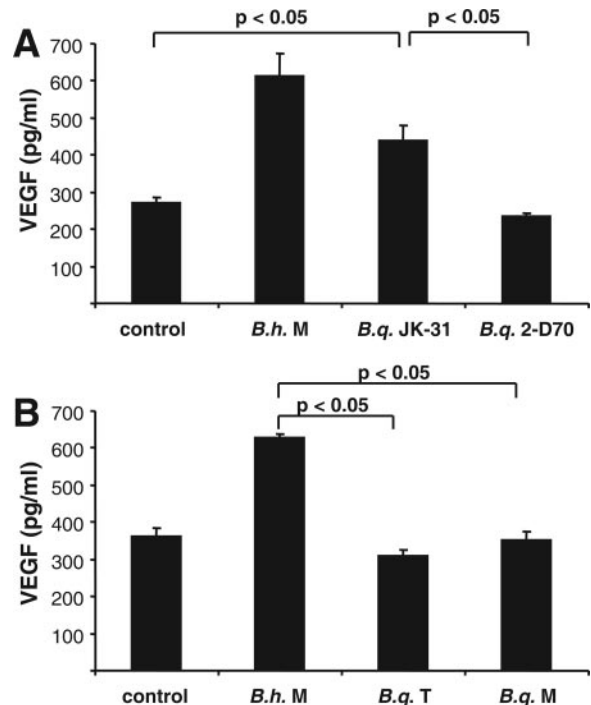 p < 0.05
A
p < 0.05
700
600
500
400
300
200
100
VEGF (pg/ml)
control
B.h. M
B.q. JK-31
B.q. 2-D70
B
p < 0.05
p < 0.05
700
600
500
400
300
200
100
VEGF (pg/ml)
control
B.h. M
B.q. T
B.q. M